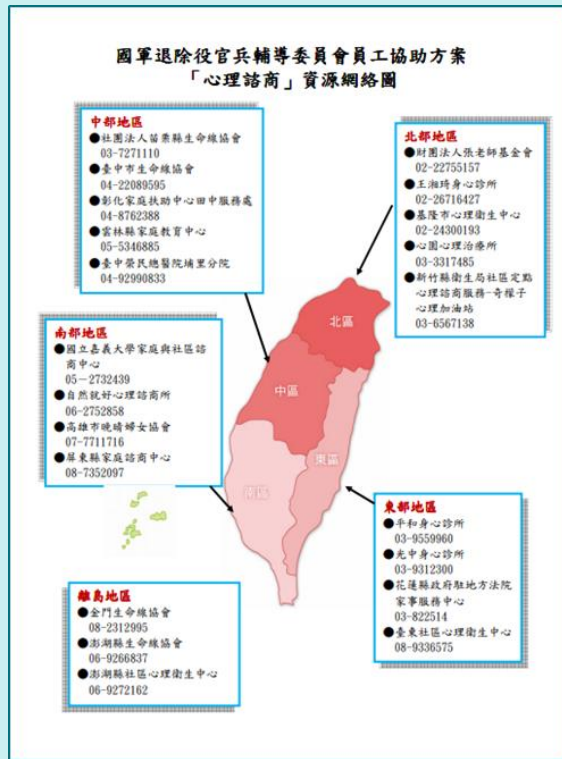 國軍退除役官兵輔導委員會員工協助方案
「心理諮商」資源網絡圖
中部地區
●社團法人苗栗縣生命線協會
03-7271110
●臺中市生命線協會
04-22089595
●彰化家庭扶助中心田中服務處
04-8762388
●雲林縣家庭教育中心
05-5346885
●臺中榮民總醫院埔里分院
04-92990833
北部地區
●財團法人張老師基金會
02-22755157
●王湘琦身心診所
02-26716427
●基隆市心理衛生中心
02-24300193
●心園心理治療所
03-3317485
●新竹縣衛生局社區定點
心理諮商服務-奇檬子
心理加油站
03-6567138
南部地區
●國立嘉義大學家庭與社區諮
商中心
05－2732439
●自然就好心理諮商所
06-2752858
●高雄市晚晴婦女協會
07-7711716
●屏東縣家庭諮商中心
08-7352097
北區
中區
東區
南區
東部地區
●平和身心診所
03-9559960
●光中身心診所
03-9312300
●花蓮縣政府駐地方法院
家事服務中心
03-822514
●臺東社區心理衛生中心
08-9336575
離島地區
●金門生命線協會
08-2312995
●澎湖縣生命線協會
06-9266837
●澎湖縣社區心理衛生中心
06-9272162